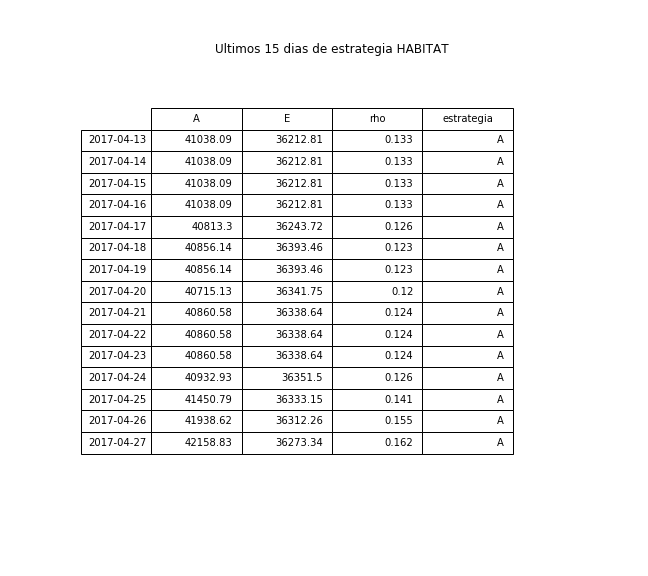 Ultimos 15 dias de estrategia HABITAT
A E rho estrategia
2017-04-13 41038.09 36212.81 0.133 A
2017-04-14 41038.09 36212.81 0.133 A
2017-04-15 41038.09 36212.81 0.133 A
2017-04-16 41038.09 36212.81 0.133 A
2017-04-17 40813.3 36243.72 0.126 A
2017-04-18 40856.14 36393.46 0.123 A
2017-04-19 40856.14 36393.46 0.123 A
2017-04-20 40715.13 36341.75 0.12 A
2017-04-21 40860.58 36338.64 0.124 A
2017-04-22 40860.58 36338.64 0.124 A
2017-04-23 40860.58 36338.64 0.124 A
2017-04-24 40932.93 36351.5 0.126 A
2017-04-25 41450.79 36333.15 0.141 A
2017-04-26 41938.62 36312.26 0.155 A
2017-04-27 42158.83 36273.34 0.162 A